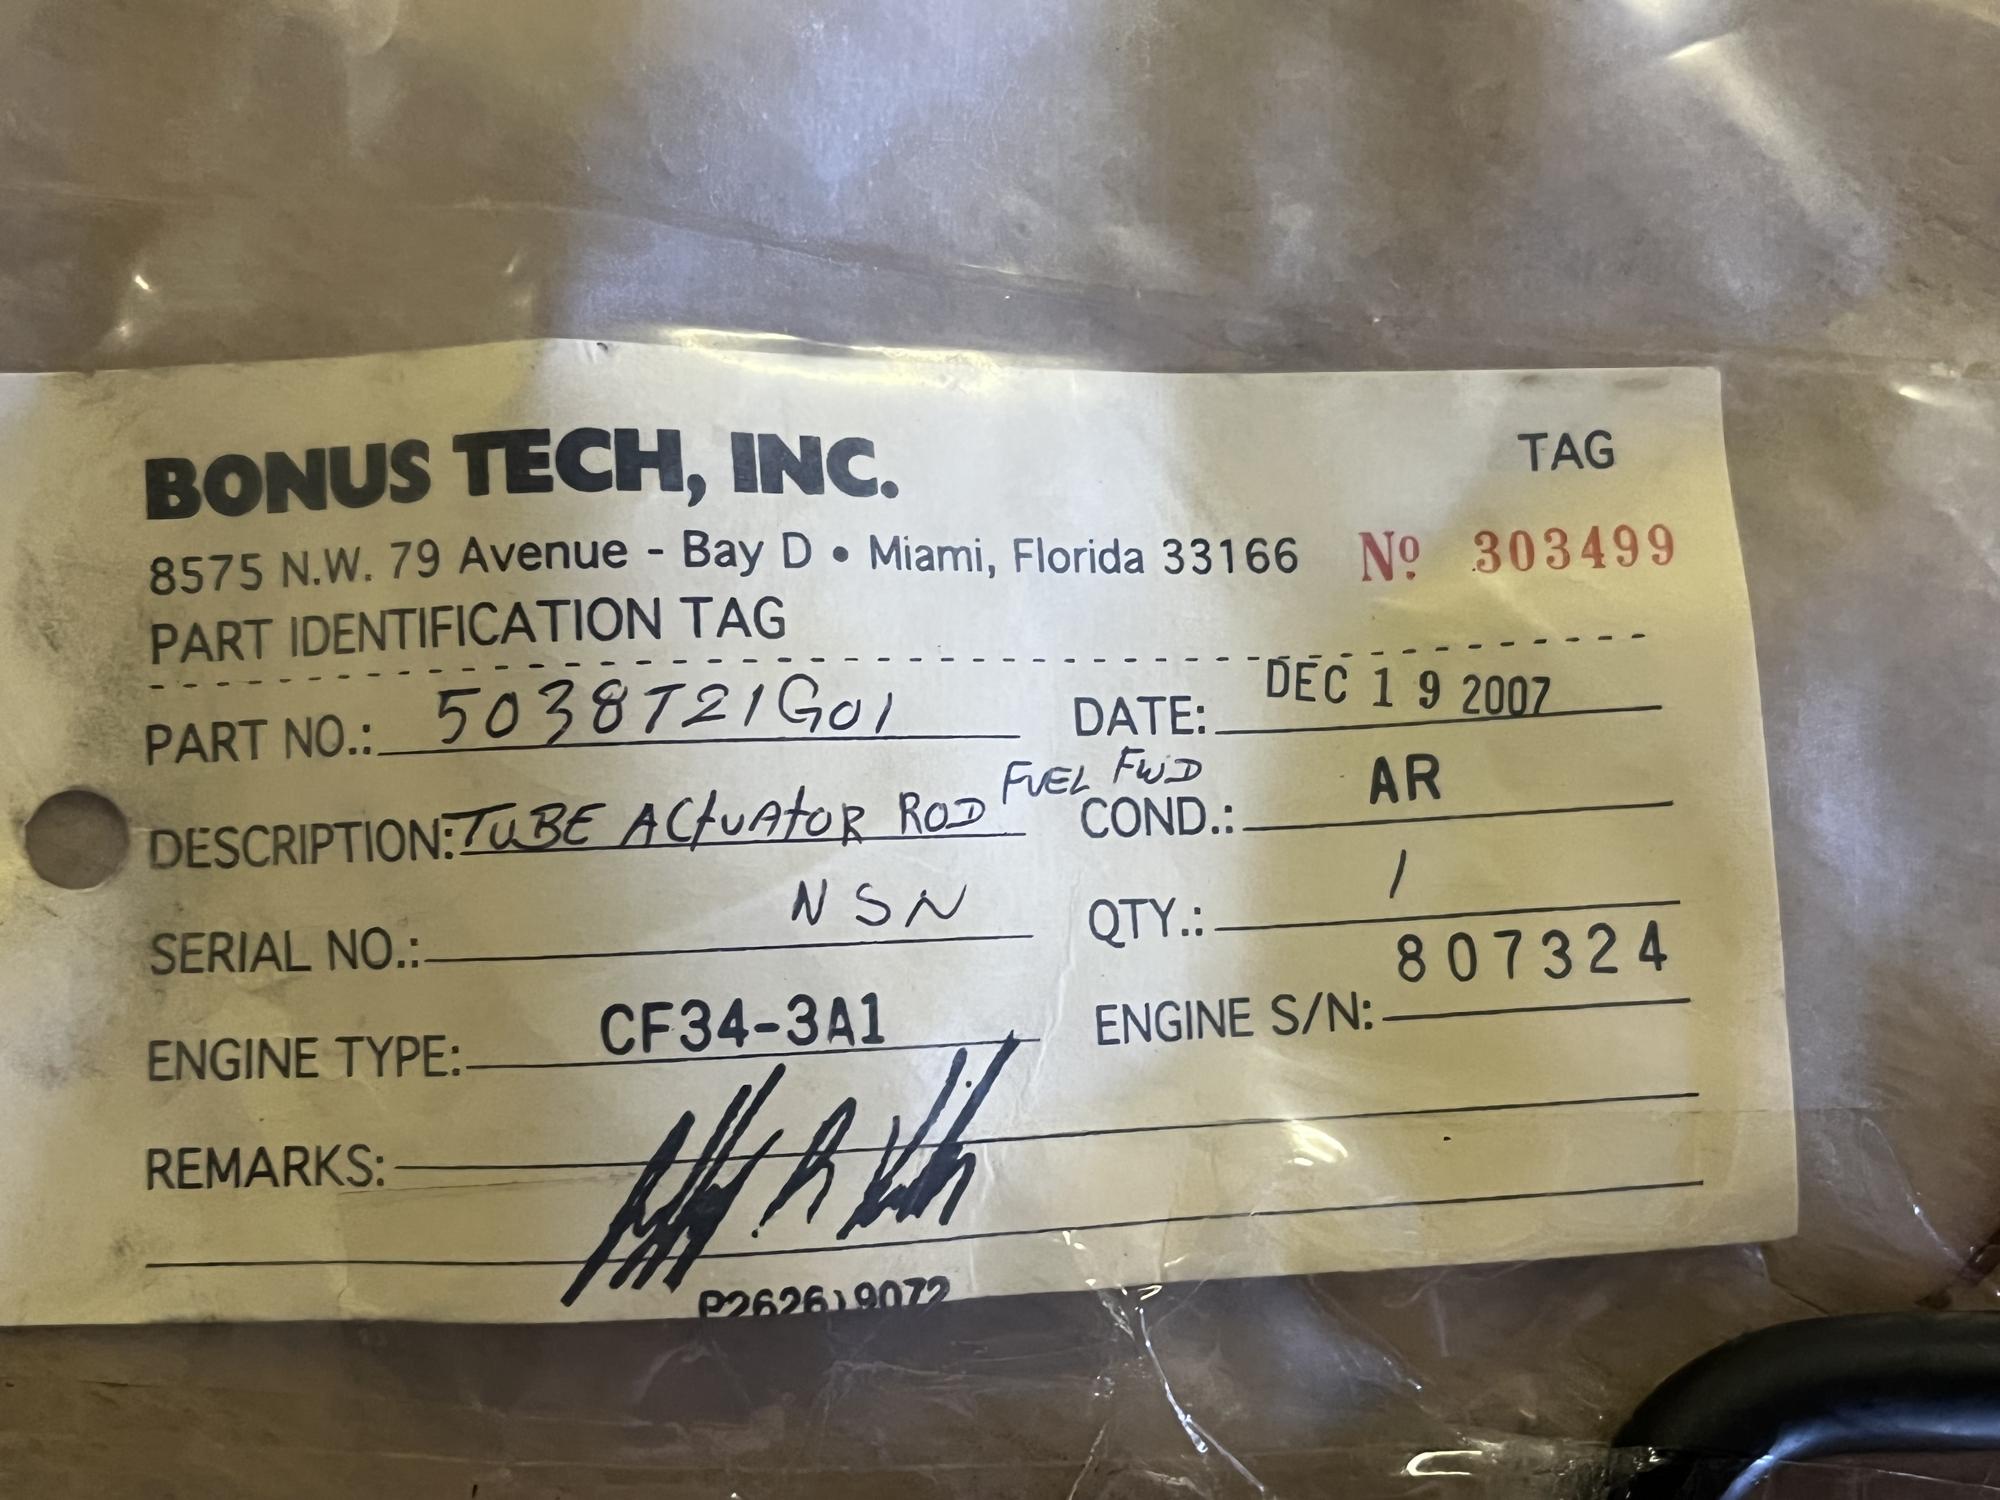 BONUS TECH, INC.
TAG
8575 N.W. 79 Avenue - Bay D • Miami, Florida 33166 Nº 303499
PART IDENTIFICATION TAG
PART NO.: 5038T21G01 DATE: DEC 19 2007
DESCRIPTION: TUBE ACtUAtOR ROD FUEL FWD COND.: AR
SERIAL NO.: NSN QTY.: 1
ENGINE TYPE: CF34-3A1 ENGINE S/N: 807324
REMARKS: